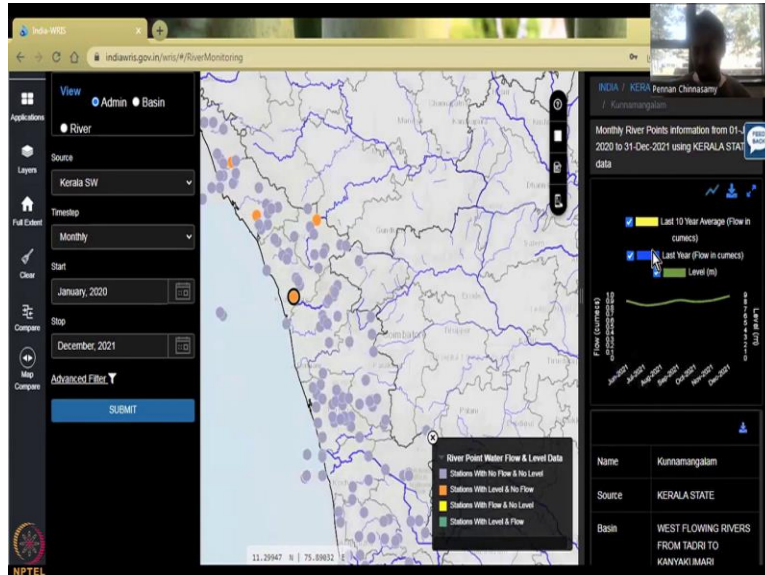 India-WRIS
indiawris.gov.in/wris/#/RiverMonitoring
Pennan Chinnasamy
Applications
Layers
Full Extent
Clear
Compare
Map
Compare
View
Admin
Basin
River
Source
Kerala SW
Timestep
Monthly
Start
January, 2020
Stop
December, 2021
Advanced Filter
SUBMIT
Coimbatore
Erode
Palani
River Point Water Flow & Level Data
Stations With No Flow & No Level
Stations With Level & No Flow
Stations With Flow & No Level
Stations With Level & Flow
11.29947 N | 75.89032 E
INDIA / KERA
/ Kunnamangalam
Monthly River Points information from 01-J
2020 to 31-Dec-2021 using KERALA STAT
data
FEED
BACK
Last 10 Year Average (Flow in
cumecs)
Last Year (Flow in cumecs)
Level (m)
Flow (cumecs)
Level (m)
Jun-2021
Jul-2021
Aug-2021
Sep-2021
Oct-2021
Nov-2021
Dec-2021
Name
Kunnamangalam
Source
KERALA STATE
Basin
WEST FLOWING RIVERS
FROM TADRI TO
KANYAKUMARI
NPTEL